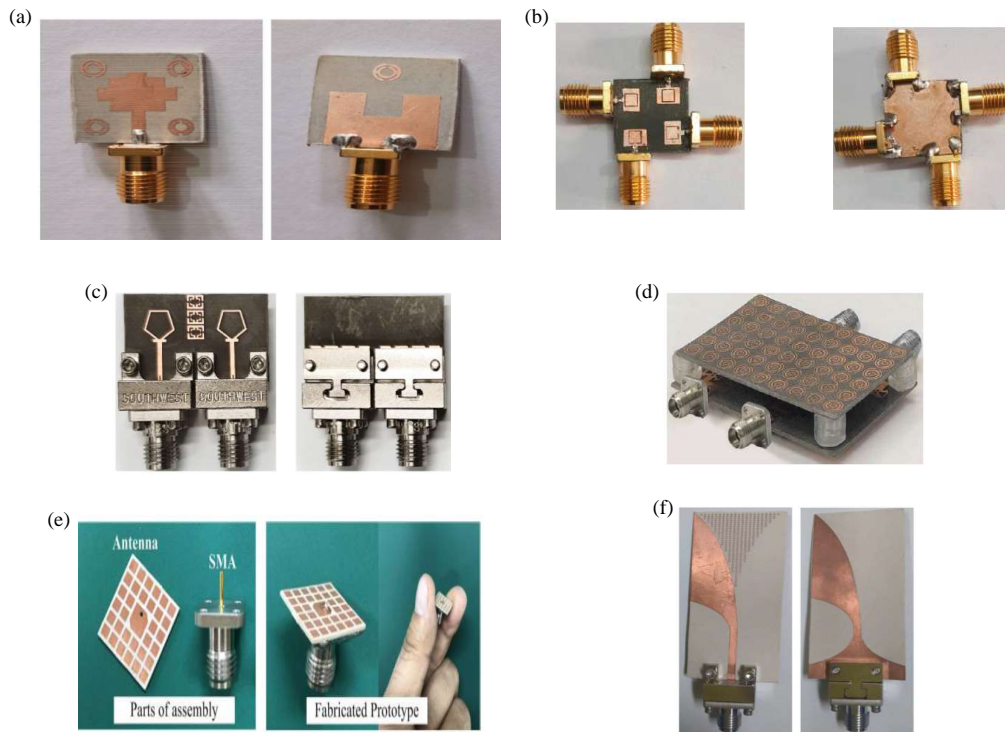 (a)
(b)
(c)
SOUTHWEST
SOUTHWEST
(d)
(e)
Antenna
SMA
Parts of assembly
Fabricated Prototype
(f)